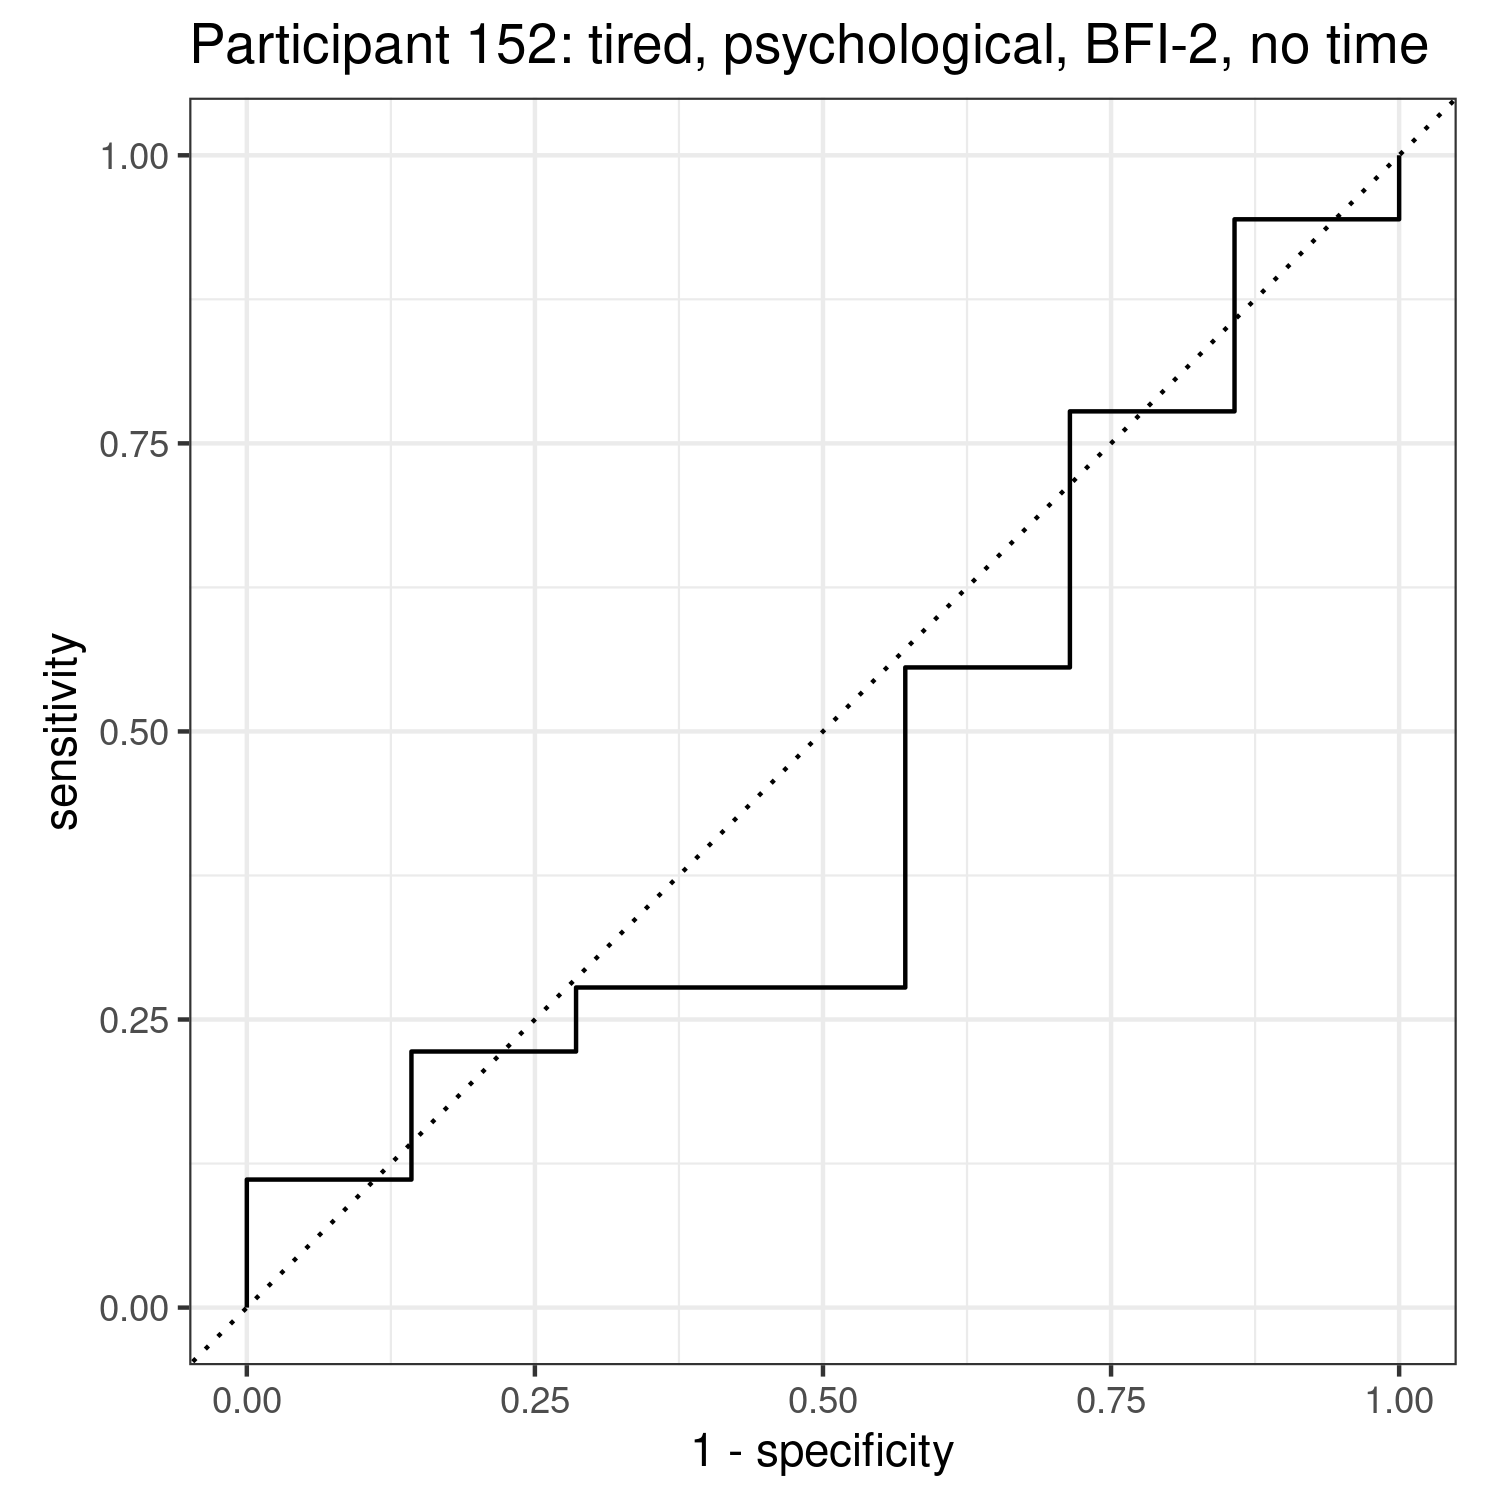 Participant 152: tired, psychological, BFI-2, no time
1.00
0.75
0.50
0.25
0.00
sensitivity
0.00 0.25 0.50 0.75 1.00
1 - specificity